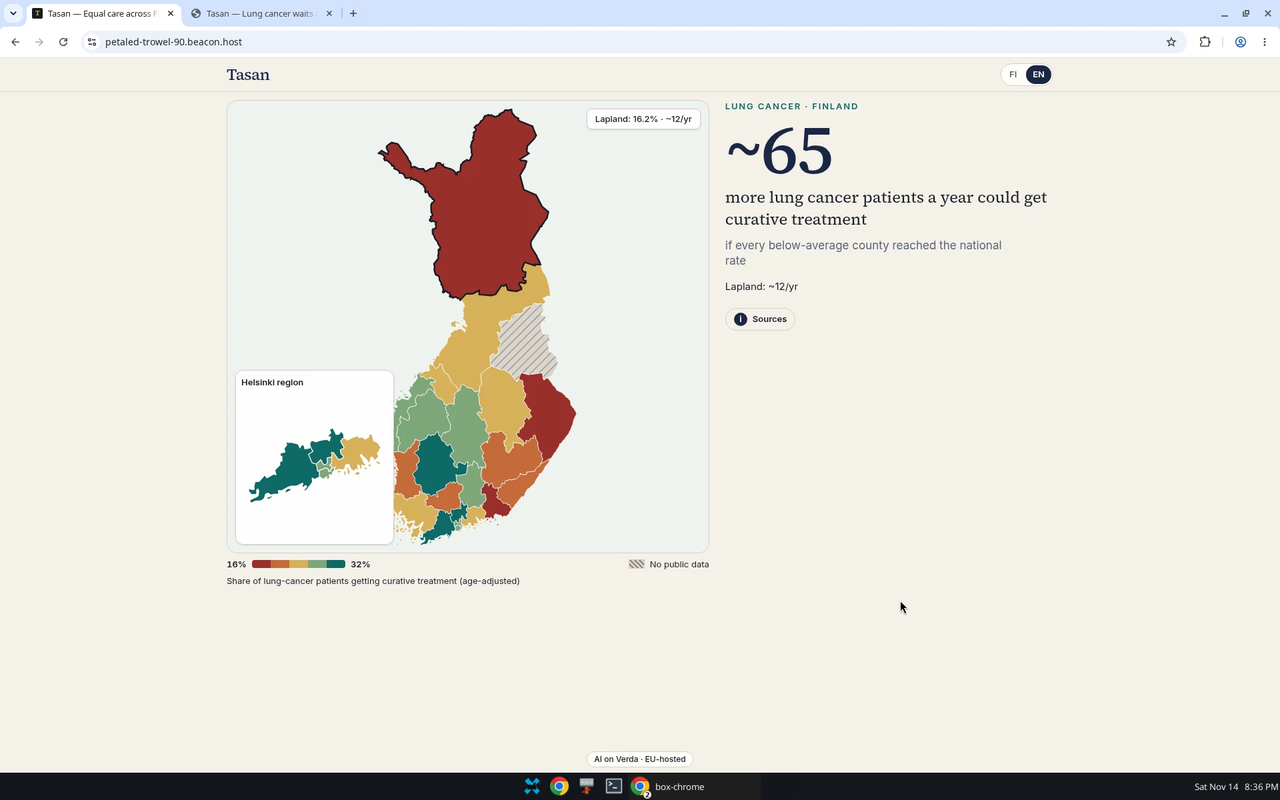 Tasan — Equal care across F
Tasan — Lung cancer waits
petaled-trowel-90.beacon.host
Tasan
FI EN
Lapland: 16.2% · ~12/yr
Helsinki region
16% 32%
No public data
Share of lung-cancer patients getting curative treatment (age-adjusted)
LUNG CANCER · FINLAND
~65
more lung cancer patients a year could get
curative treatment
if every below-average county reached the national
rate
Lapland: ~12/yr
i Sources
AI on Verda · EU-hosted
2
box-chrome
Sat Nov 14 8:36 PM